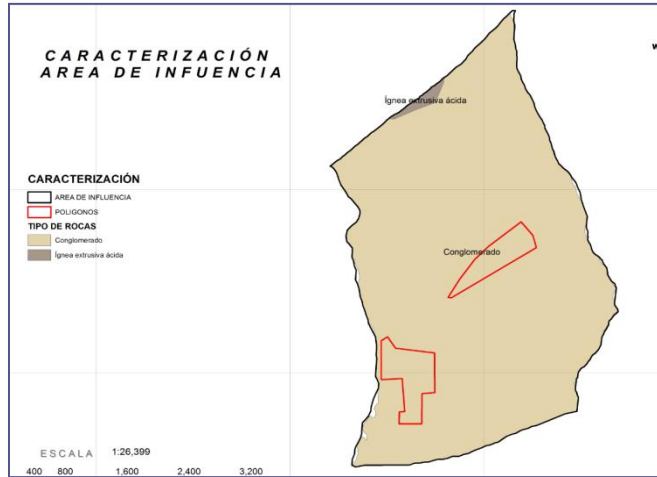 CARACTERIZACIÓN
AREA DE INFUENCIA
w
Ígnea extrusiva ácida
CARACTERIZACIÓN
AREA DE INFLUENCIA
POLIGONOS
TIPO DE ROCAS
Conglomerado
Ígnea extrusiva ácida
Conglomerado
ESCALA 1:26,399
400 800 1,600 2,400 3,200